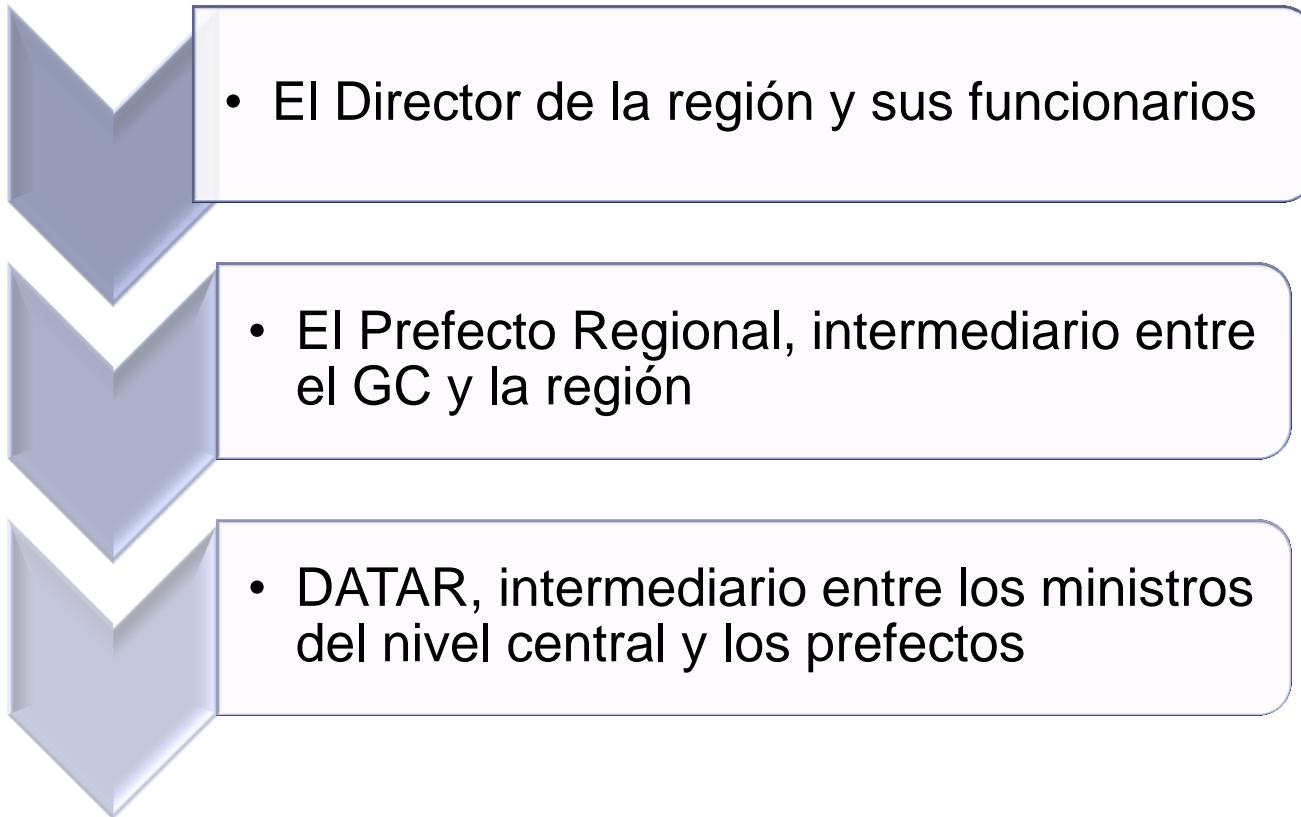 • El Director de la región y sus funcionarios
• El Prefecto Regional, intermediario entre
el GC y la región
• DATAR, intermediario entre los ministros
del nivel central y los prefectos